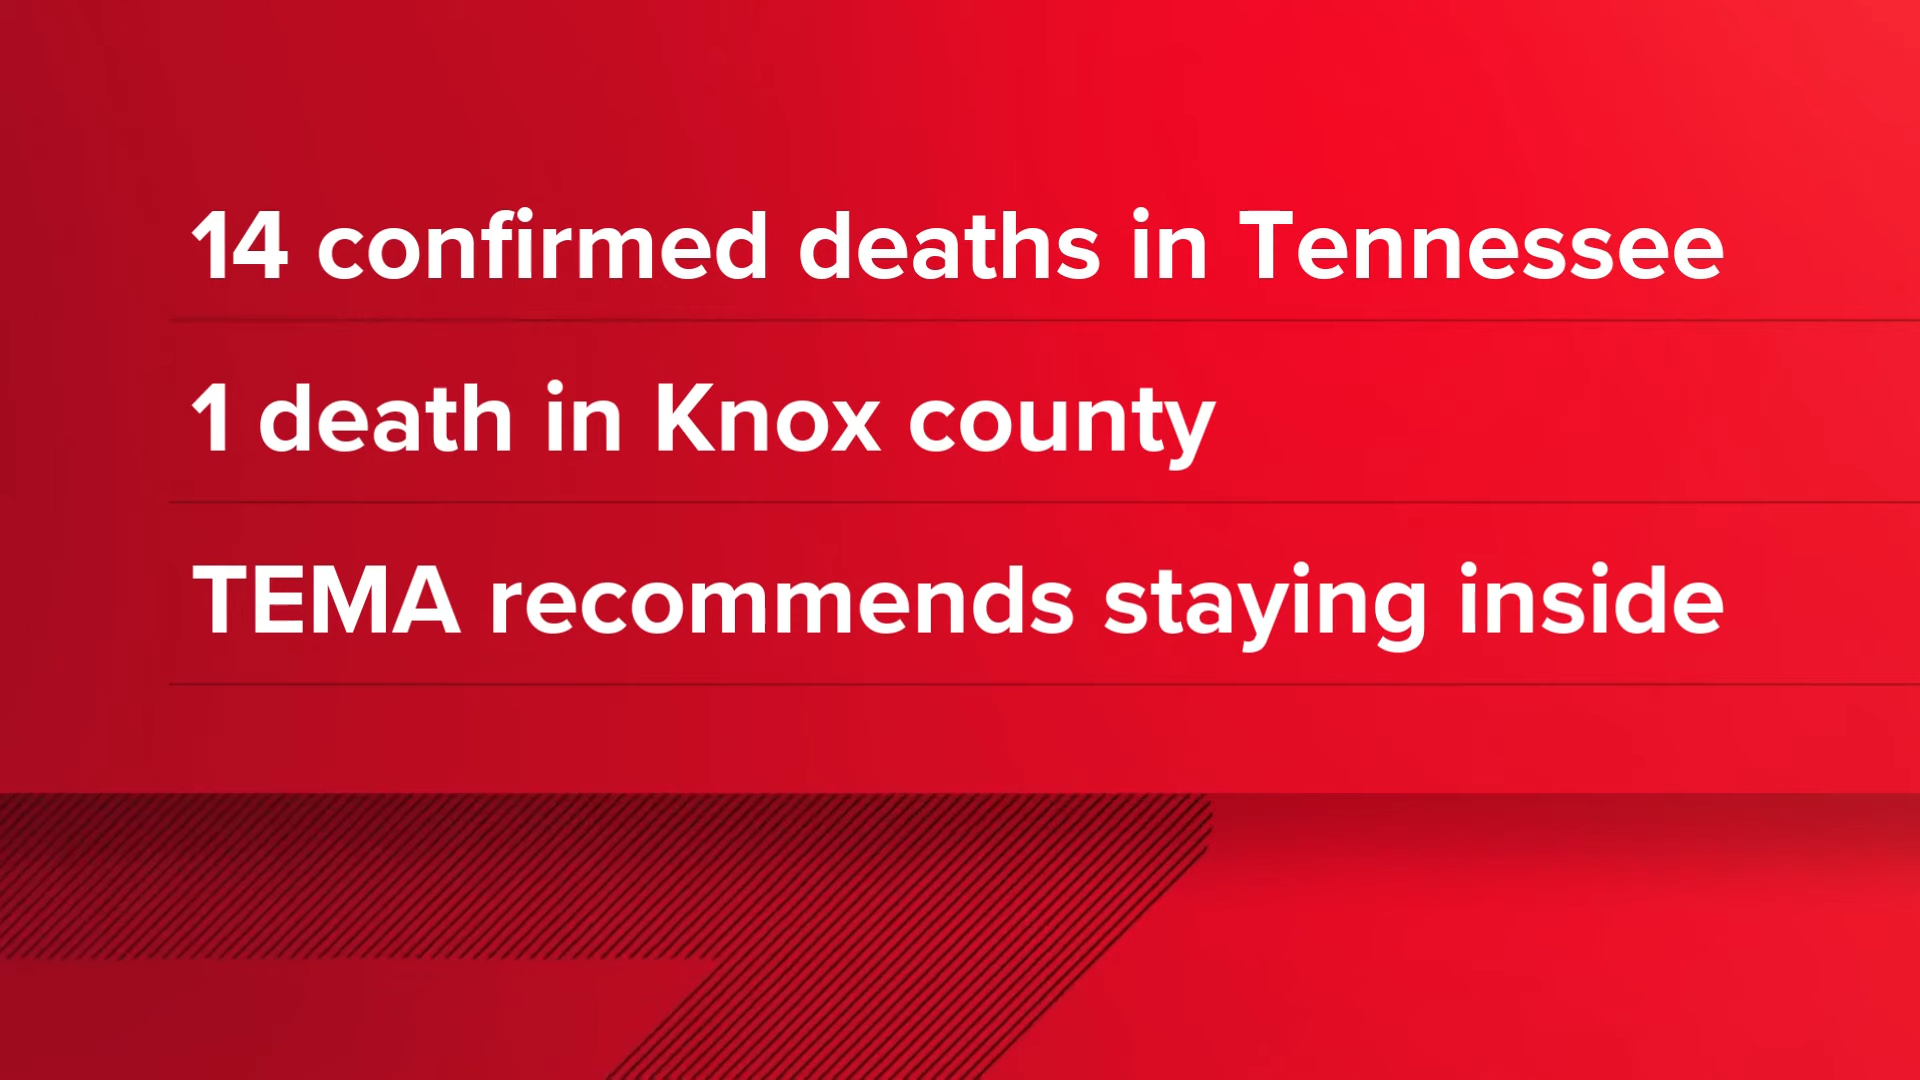 14 confirmed deaths in Tennessee
1 death in Knox county
TEMA recommends staying inside